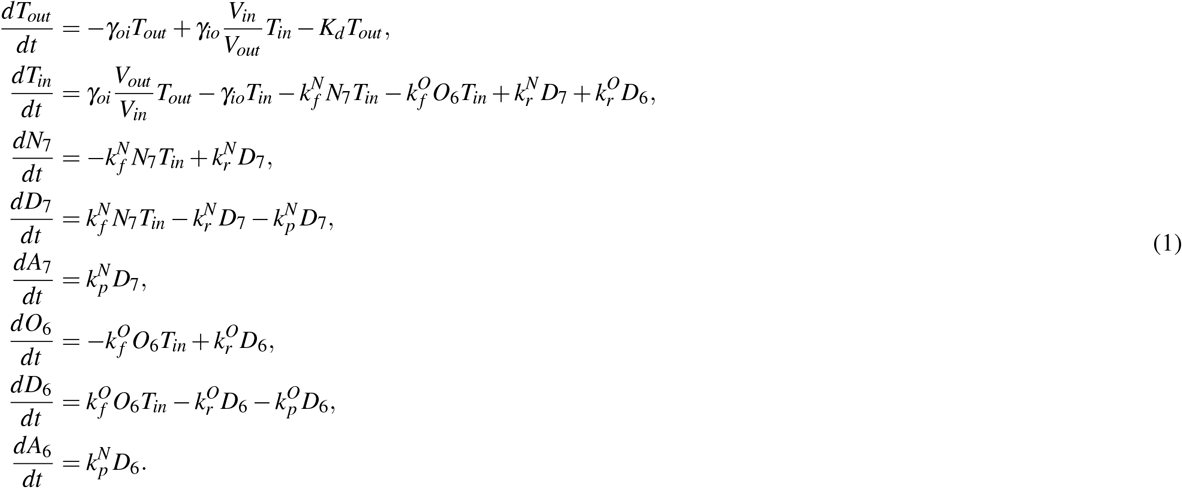 \frac{dT_{out}}{dt} = -\gamma_{oi} T_{out} + \gamma_{io} \frac{V_{in}}{V_{out}} T_{in} - K_d T_{out},
\frac{dT_{in}}{dt} = \gamma_{oi} \frac{V_{out}}{V_{in}} T_{out} - \gamma_{io} T_{in} - k_f^N N_7 T_{in} - k_f^O O_6 T_{in} + k_r^N D_7 + k_r^O D_6,
\frac{dN_7}{dt} = -k_f^N N_7 T_{in} + k_r^N D_7,
\frac{dD_7}{dt} = k_f^N N_7 T_{in} - k_r^N D_7 - k_p^N D_7,
(1)
\frac{dA_7}{dt} = k_p^N D_7,
\frac{dO_6}{dt} = -k_f^O O_6 T_{in} + k_r^O D_6,
\frac{dD_6}{dt} = k_f^O O_6 T_{in} - k_r^O D_6 - k_p^O D_6,
\frac{dA_6}{dt} = k_p^N D_6.